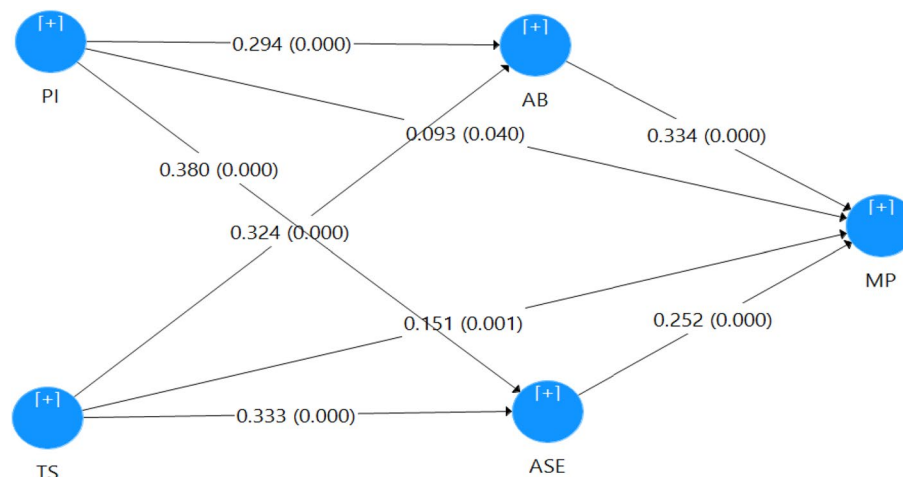 [+]
[+]
0.294 (0.000)
PI
AB
0.093 (0.040)
0.334 (0.000)
0.380 (0.000)
[+]
0.324 (0.000)
MP
0.151 (0.001)
0.252 (0.000)
[+]
[+]
0.333 (0.000)
TS
ASE